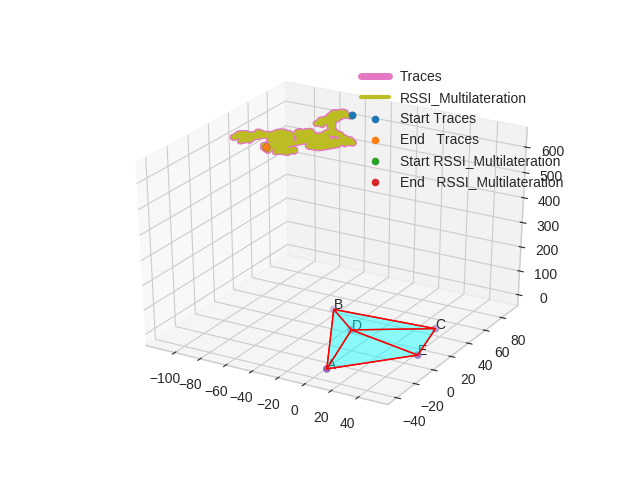 Traces
RSSI_Multilateration
Start Traces
End Traces
Start RSSI_Multilateration
End RSSI_Multilateration
600
500
400
300
200
100
0
B
D
C
E
A
−100
−80
−60
−40
−20
0
20
40
−40
−20
0
20
40
60
80